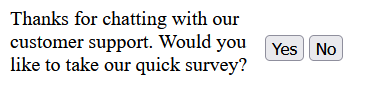 Thanks for chatting with our
customer support. Would you
like to take our quick survey?
Yes No